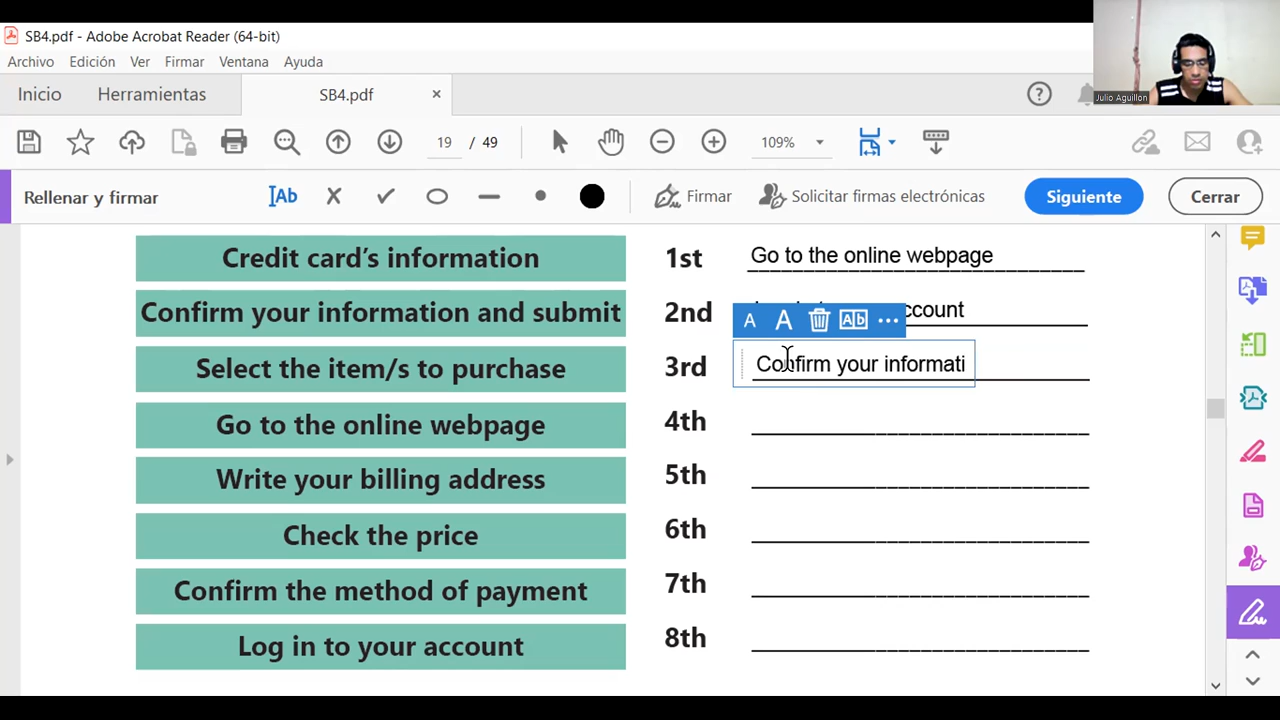 SB4.pdf - Adobe Acrobat Reader (64-bit)
Archivo Edición Ver Firmar Ventana Ayuda
Inicio Herramientas SB4.pdf ×
19 / 49 109%
Rellenar y firmar Ab Firmar Solicitar firmas electrónicas Siguiente Cerrar
Julio Aguillon
Credit card's information
Confirm your information and submit
Select the item/s to purchase
Go to the online webpage
Write your billing address
Check the price
Confirm the method of payment
Log in to your account
1st Go to the online webpage
2nd ccount
A A Ab ...
3rd Confirm your informati
4th
5th
6th
7th
8th